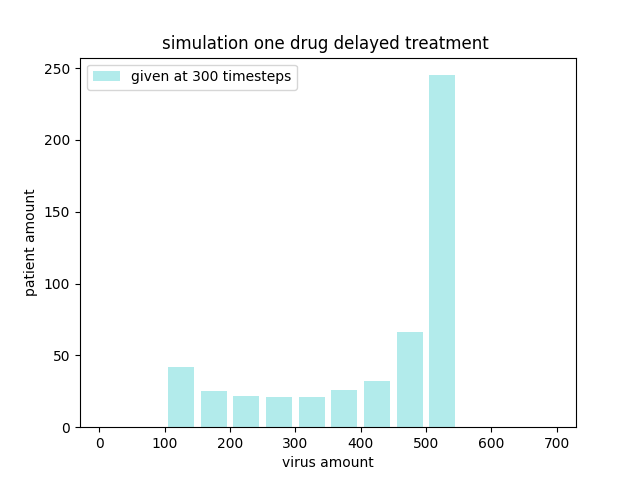 simulation one drug delayed treatment
given at 300 timesteps
patient amount
250
200
150
100
50
0
0 100 200 300 400 500 600 700
virus amount